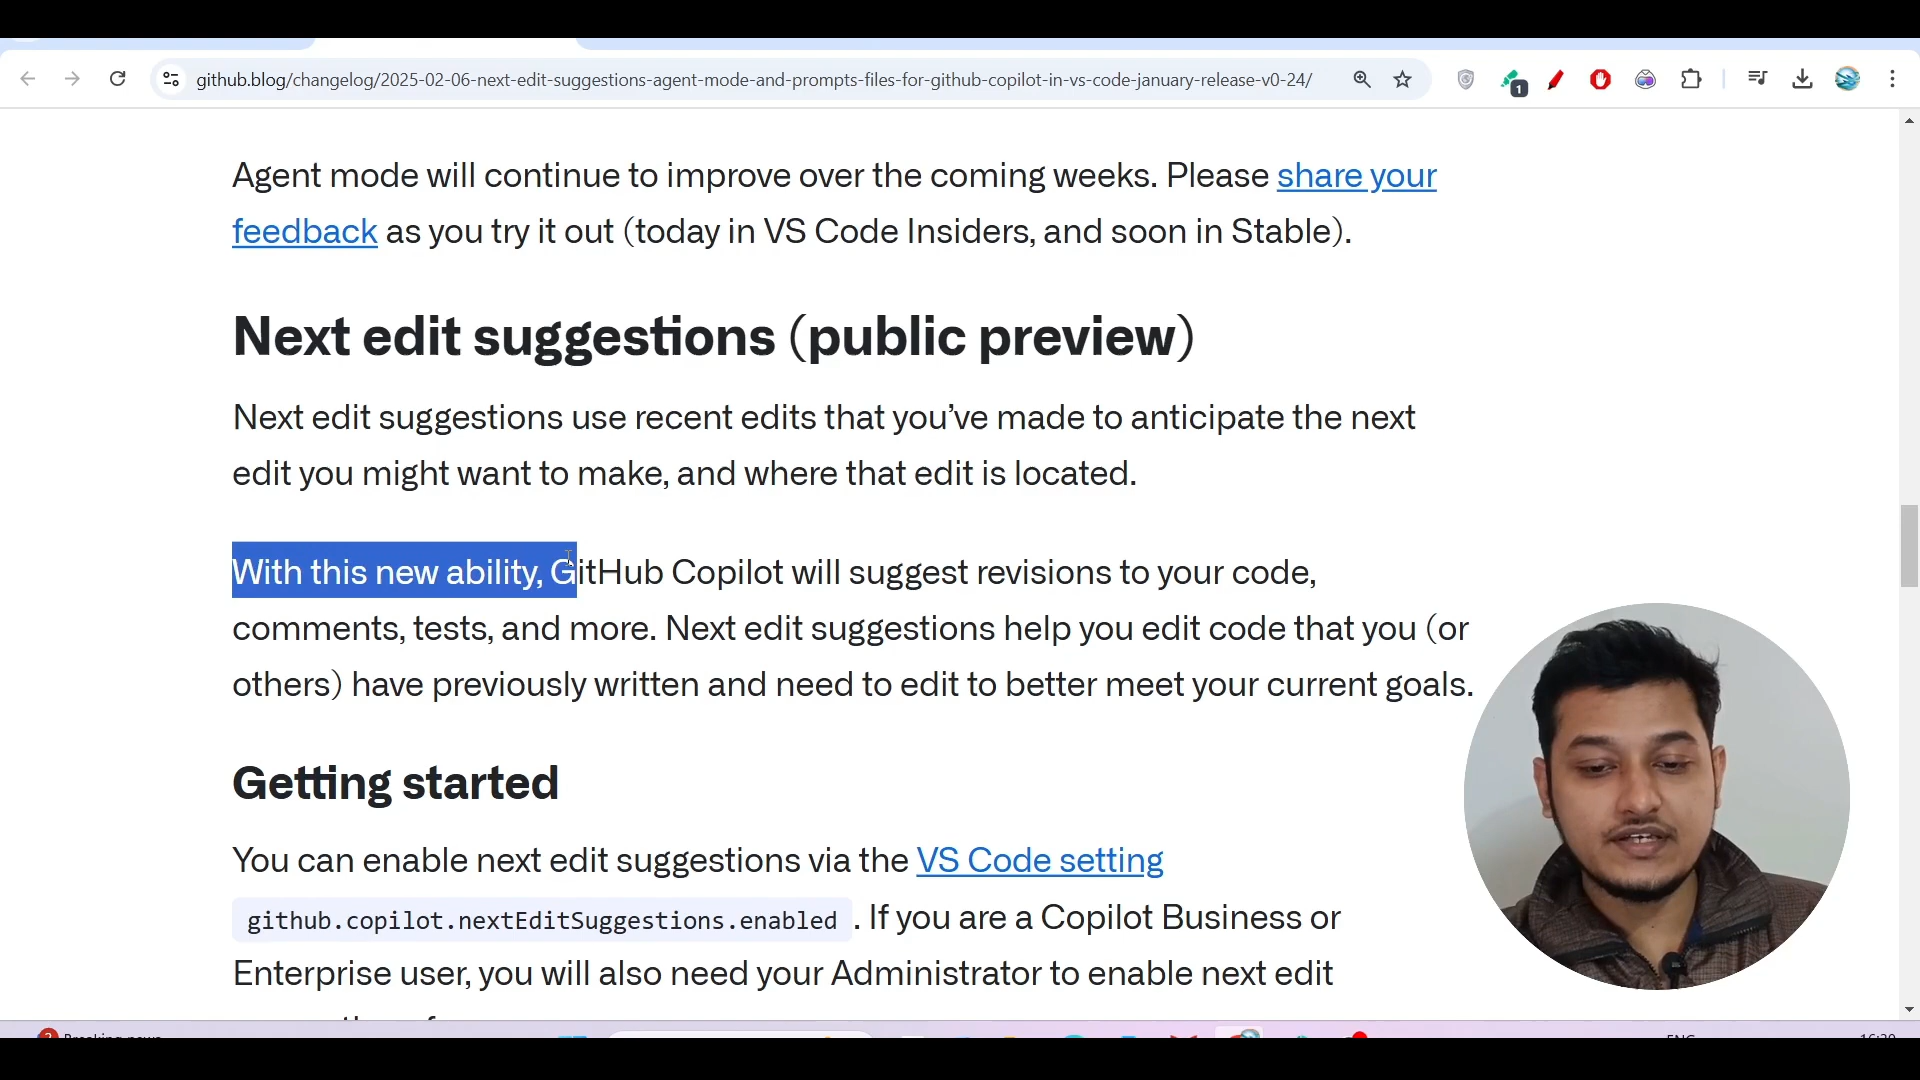 github.blog/changelog/2025-02-06-next-edit-suggestions-agent-mode-and-prompts-files-for-github-copilot-in-vs-code-january-release-v0-24/
1
Agent mode will continue to improve over the coming weeks. Please share your
feedback as you try it out (today in VS Code Insiders, and soon in Stable).
Next edit suggestions (public preview)
Next edit suggestions use recent edits that you’ve made to anticipate the next
edit you might want to make, and where that edit is located.
With this new ability, GitHub Copilot will suggest revisions to your code,
comments, tests, and more. Next edit suggestions help you edit code that you (or
others) have previously written and need to edit to better meet your current goals.
Getting started
You can enable next edit suggestions via the VS Code setting
github.copilot.nextEditSuggestions.enabled. If you are a Copilot Business or
Enterprise user, you will also need your Administrator to enable next edit